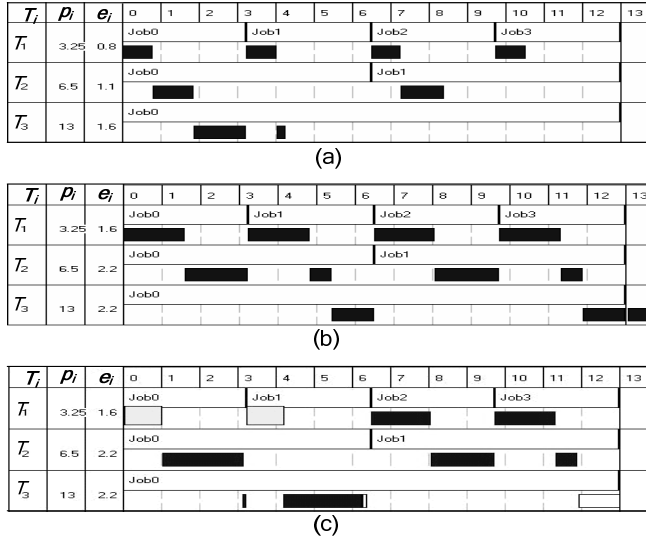 Ti pi ei 0 1 2 3 4 5 6 7 8 9 10 11 12 13
T1 3.25 0.8 Job0 Job1 Job2 Job3
T2 6.5 1.1 Job0 Job1
T3 13 1.6 Job0
(a)
Ti pi ei 0 1 2 3 4 5 6 7 8 9 10 11 12 13
T1 3.25 1.6 Job0 Job1 Job2 Job3
T2 6.5 2.2 Job0 Job1
T3 13 2.2 Job0
(b)
Ti pi ei 0 1 2 3 4 5 6 7 8 9 10 11 12 13
T1 3.25 1.6 Job0 Job1 Job2 Job3
T2 6.5 2.2 Job0 Job1
T3 13 2.2 Job0
(c)